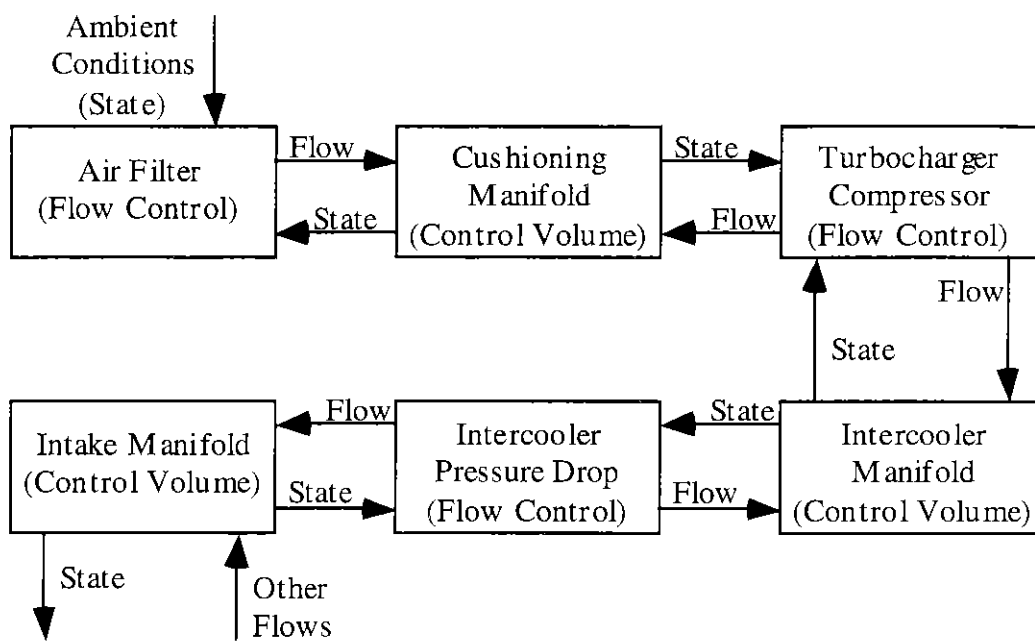 Ambient
Conditions
(State)
Air Filter
(Flow Control)
Flow
State
Cushioning
Manifold
(Control Volume)
State
Flow
Turbocharger
Compressor
(Flow Control)
State
Flow
Intake Manifold
(Control Volume)
Flow
State
Intercooler
Pressure Drop
(Flow Control)
State
Flow
Intercooler
Manifold
(Control Volume)
State
Other
Flows